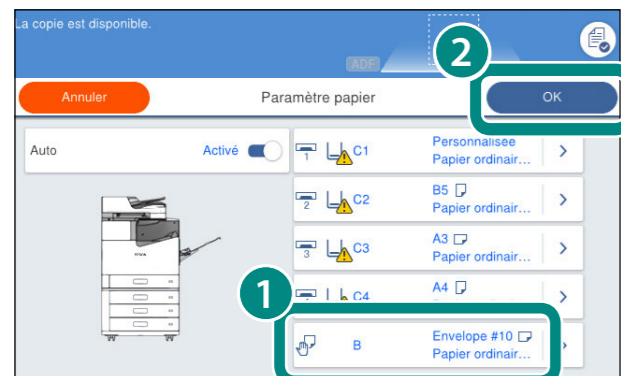 La copie est disponible.
ADF
2
Annuler
Paramètre papier
OK
Auto
Activé
1
C1
Personnalisée
Papier ordinair...
2
C2
B5
Papier ordinair...
3
C3
A3
Papier ordinair...
EPSON
1
C4
A4
B
Envelope #10
Papier ordinair...